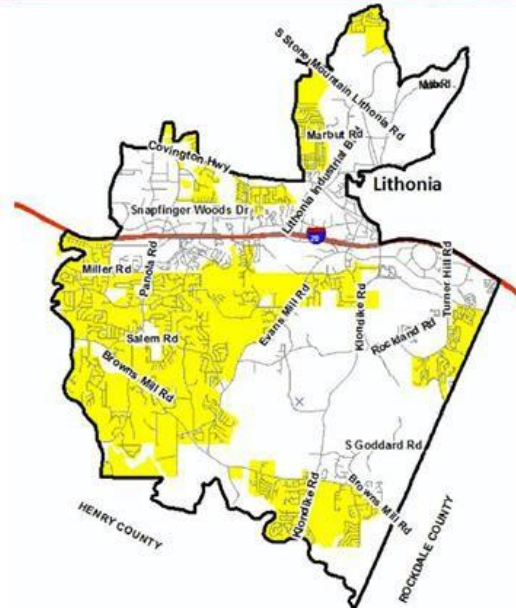 S Stone Mountain Lithonia Rd
Marbut Rd
Covington Hwy
Lithonia Industrial B
Lithonia
Snapfinger Woods Dr
20
Miller Rd
Panola Rd
Turner Hill Rd
Evans Mill Rd
Klondike Rd
Rockland Rd
Salem Rd
Browns Mill Rd
S Goddard Rd
Klondike Rd
Browns Mill Rd
HENRY COUNTY
ROCKDALE COUNTY